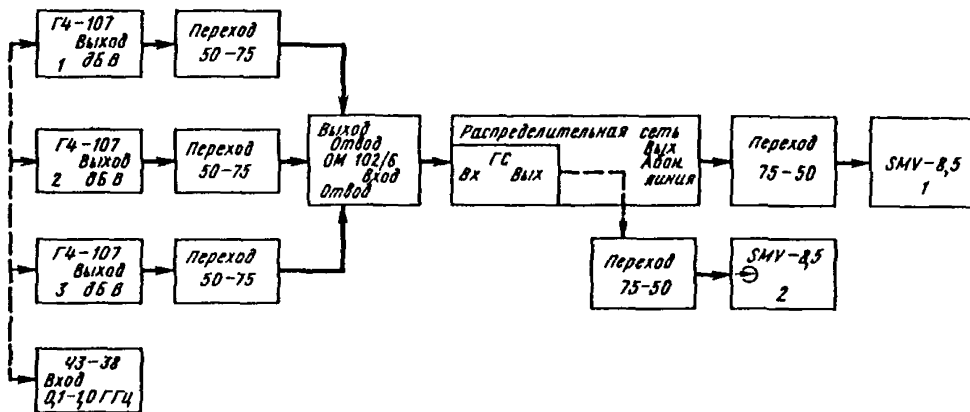 Г4-107
Выход
1 дБ В
Переход
50-75
Г4-107
Выход
2 дБ В
Переход
50-75
Г4-107
Выход
3 дБ В
Переход
50-75
ЧЗ-38
Вход
0,1-1,0 ГГц
Выход
Отвод
ОМ 102/6
Вход
Отвод
Распределительная сеть
Вых
Абон.
линия
ГС
Вх Вых
Переход
75-50
SMV-8,5
1
Переход
75-50
SMV-8,5
2